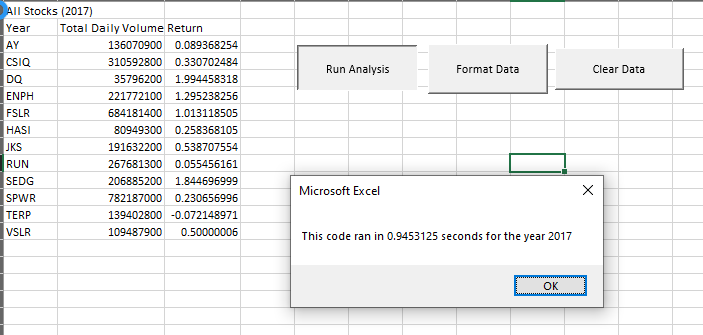 All Stocks (2017)
Year Total Daily Volume Return
AY 136070900 0.089368254
CSIQ 310592800 0.330702484
DQ 35796200 1.994458318
ENPH 221772100 1.295238256
FSLR 684181400 1.013118505
HASI 80949300 0.258368105
JKS 191632200 0.538707554
RUN 267681300 0.055456161
SEDG 206885200 1.844696999
SPWR 782187000 0.230656996
TERP 139402800 -0.072148971
VSLR 109487900 0.50000006
Run Analysis
Format Data
Clear Data
Microsoft Excel
This code ran in 0.9453125 seconds for the year 2017
OK